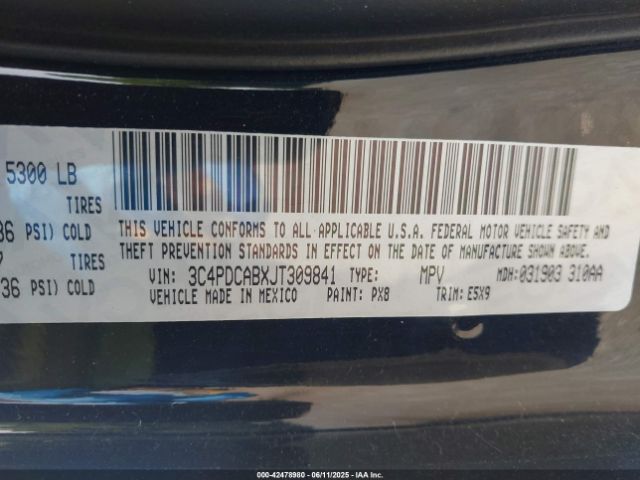 5300 LB
TIRES
36 PSI) COLD
TIRES
36 PSI) COLD
THIS VEHICLE CONFORMS TO ALL APPLICABLE U.S.A. FEDERAL MOTOR VEHICLE SAFETY AND
THEFT PREVENTION STANDARDS IN EFFECT ON THE DATE OF MANUFACTURE SHOWN ABOVE.
VIN: 3C4PDCABXJT309841 TYPE: MPV MDH: 031903 310AA
VEHICLE MADE IN MEXICO PAINT: PX8 TRIM: E5X9
000-42478980 - 06/11/2025 - IAA Inc.